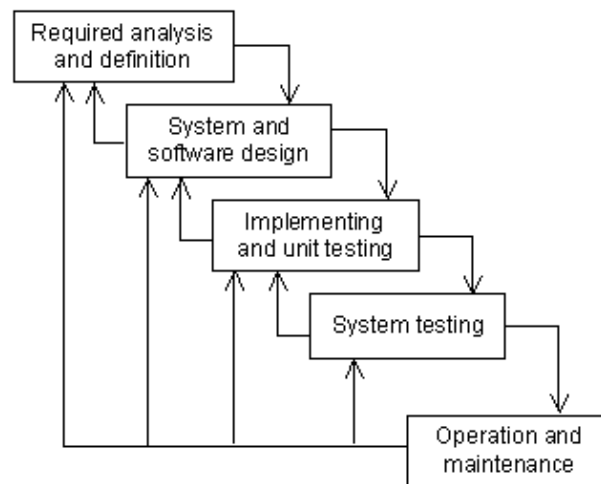 Required analysis
and definition
System and
software design
Implementing
and unit testing
System testing
Operation and
maintenance